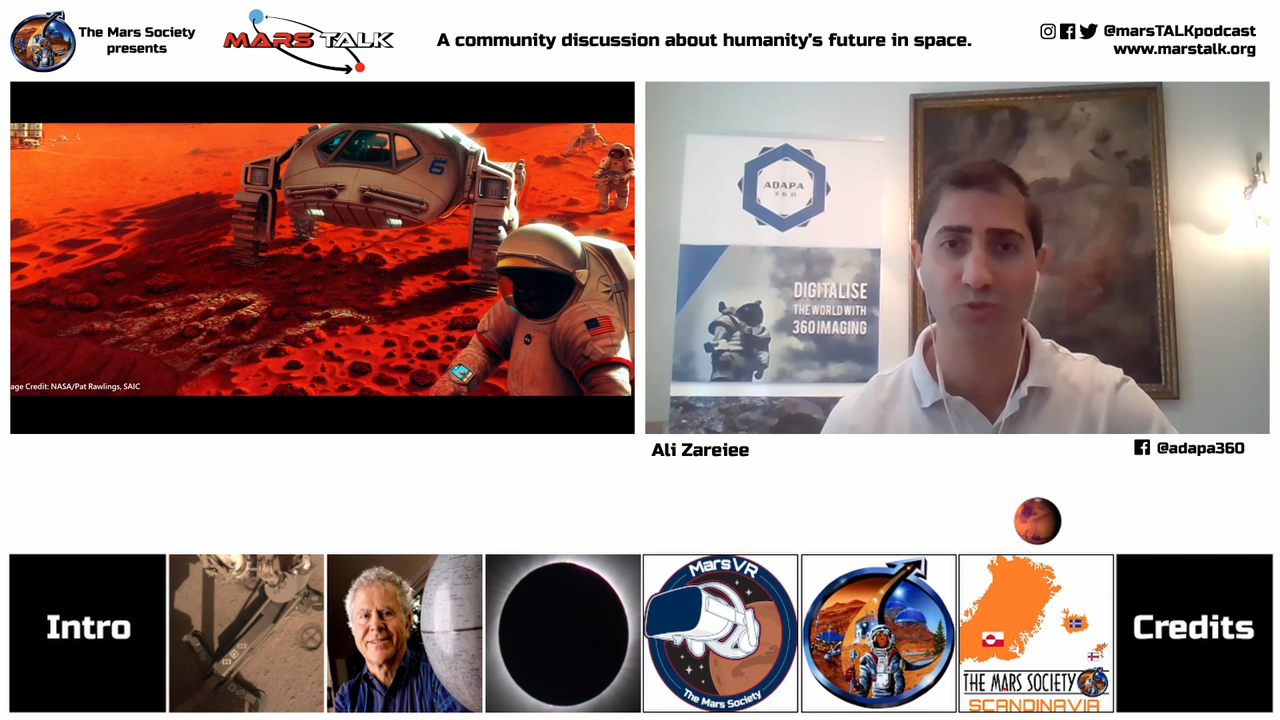 The Mars Society
presents
MARS TALK
A community discussion about humanity's future in space.
@marsTALKpodcast
www.marstalk.org
6
age Credit: NASA/Pat Rawlings, SAIC
ADAPA
360
DIGITALISE
THE WORLD WITH
360 IMAGING
Ali Zareiee
@adapa360
Intro
MarsVR
The Mars Society
THE MARS SOCIETY
SCANDINAVIA
Credits